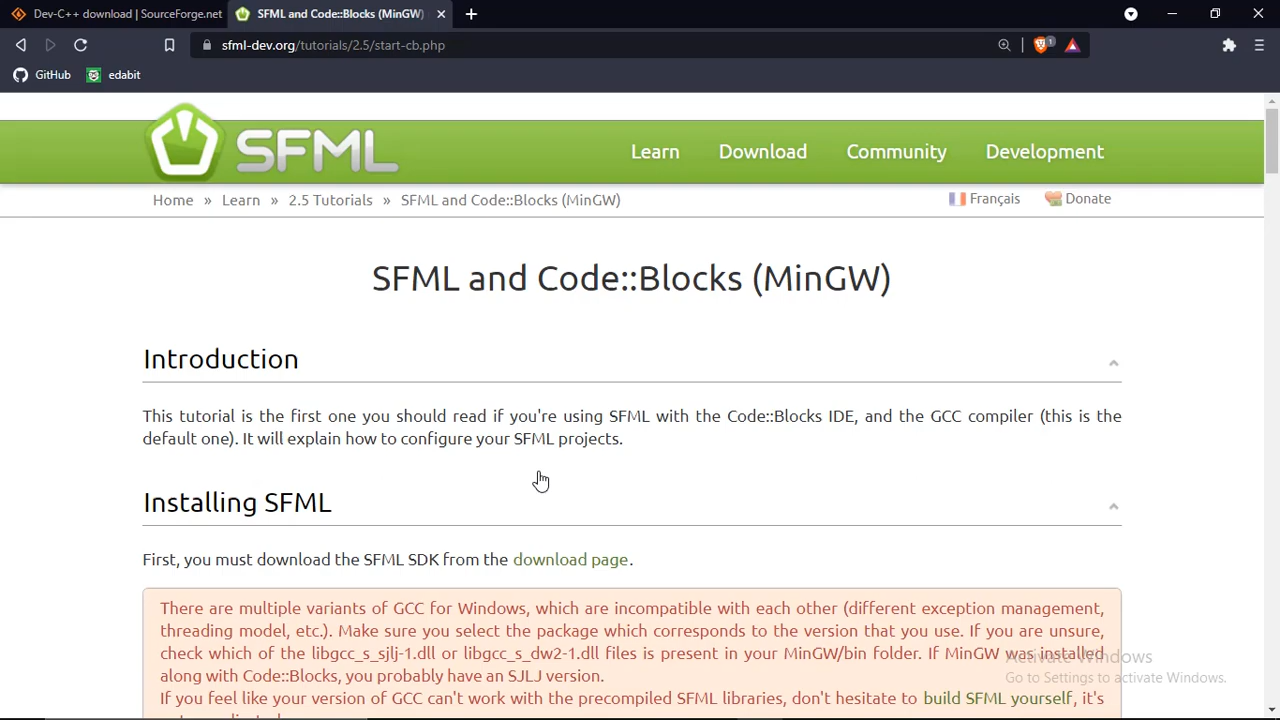 Dev-C++ download | SourceForge.net
SFML and Code::Blocks (MinGW)
sfml-dev.org/tutorials/2.5/start-cb.php
1
GitHub
edabit
SFML
Learn
Download
Community
Development
Home » Learn » 2.5 Tutorials » SFML and Code::Blocks (MinGW)
Français
Donate
SFML and Code::Blocks (MinGW)
Introduction
This tutorial is the first one you should read if you're using SFML with the Code::Blocks IDE, and the GCC compiler (this is the
default one). It will explain how to configure your SFML projects.
Installing SFML
First, you must download the SFML SDK from the download page.
There are multiple variants of GCC for Windows, which are incompatible with each other (different exception management,
threading model, etc.). Make sure you select the package which corresponds to the version that you use. If you are unsure,
check which of the libgcc_s_sjlj-1.dll or libgcc_s_dw2-1.dll files is present in your MinGW/bin folder. If MinGW was installed
along with Code::Blocks, you probably have an SJLJ version.
If you feel like your version of GCC can't work with the precompiled SFML libraries, don't hesitate to build SFML yourself, it's
Activate Windows
Go to Settings to activate Windows.